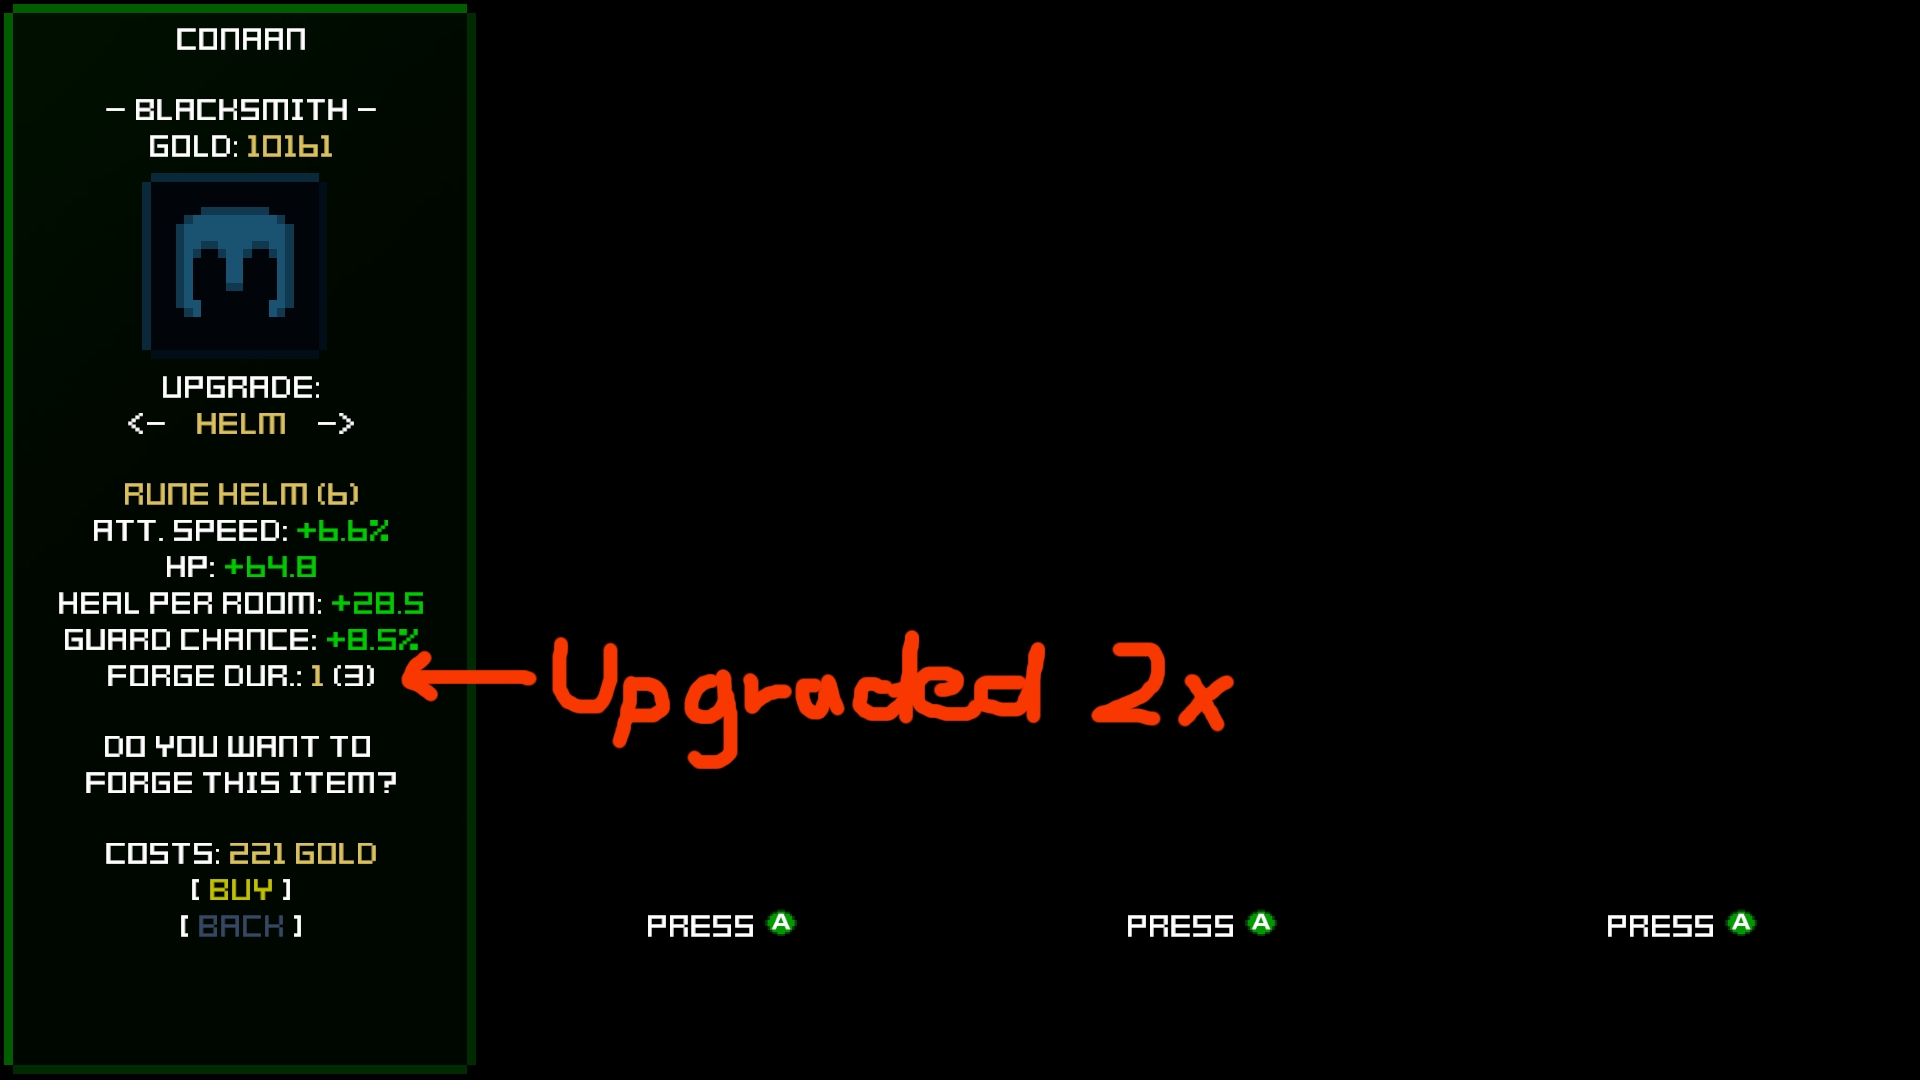 CONAAN
- BLACKSMITH -
GOLD: 10161
UPGRADE:
<- HELM ->
RUNE HELM (6)
ATT. SPEED: +6.6%
HP: +64.8
HEAL PER ROOM: +28.5
GUARD CHANCE: +8.5%
FORGE DUR.: 1 (3)
Upgraded 2x
DO YOU WANT TO
FORGE THIS ITEM?
COSTS: 221 GOLD
[ BUY ]
[ BACK ]
PRESS A
PRESS A
PRESS A